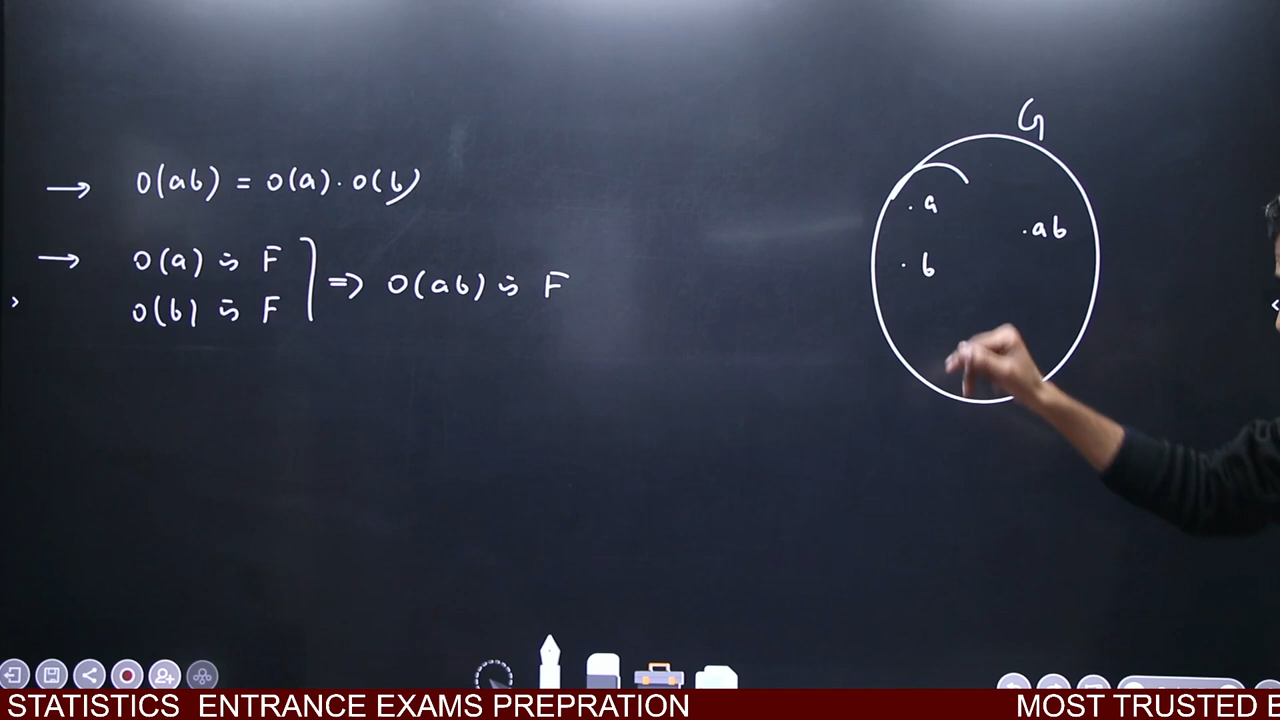 → O(ab) = O(a) · O(b)
→ O(a) is F
O(b) is F
⇒ O(ab) is F
G
· a
· ab
· b
STATISTICS ENTRANCE EXAMS PREPRATION
MOST TRUSTED E